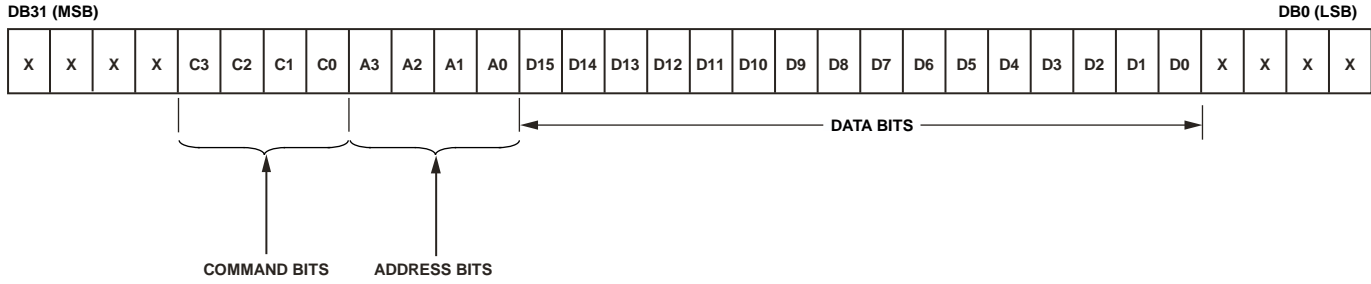 DB31 (MSB) DB0 (LSB)
X X X X C3 C2 C1 C0 A3 A2 A1 A0 D15 D14 D13 D12 D11 D10 D9 D8 D7 D6 D5 D4 D3 D2 D1 D0 X X X X
DATA BITS
COMMAND BITS ADDRESS BITS